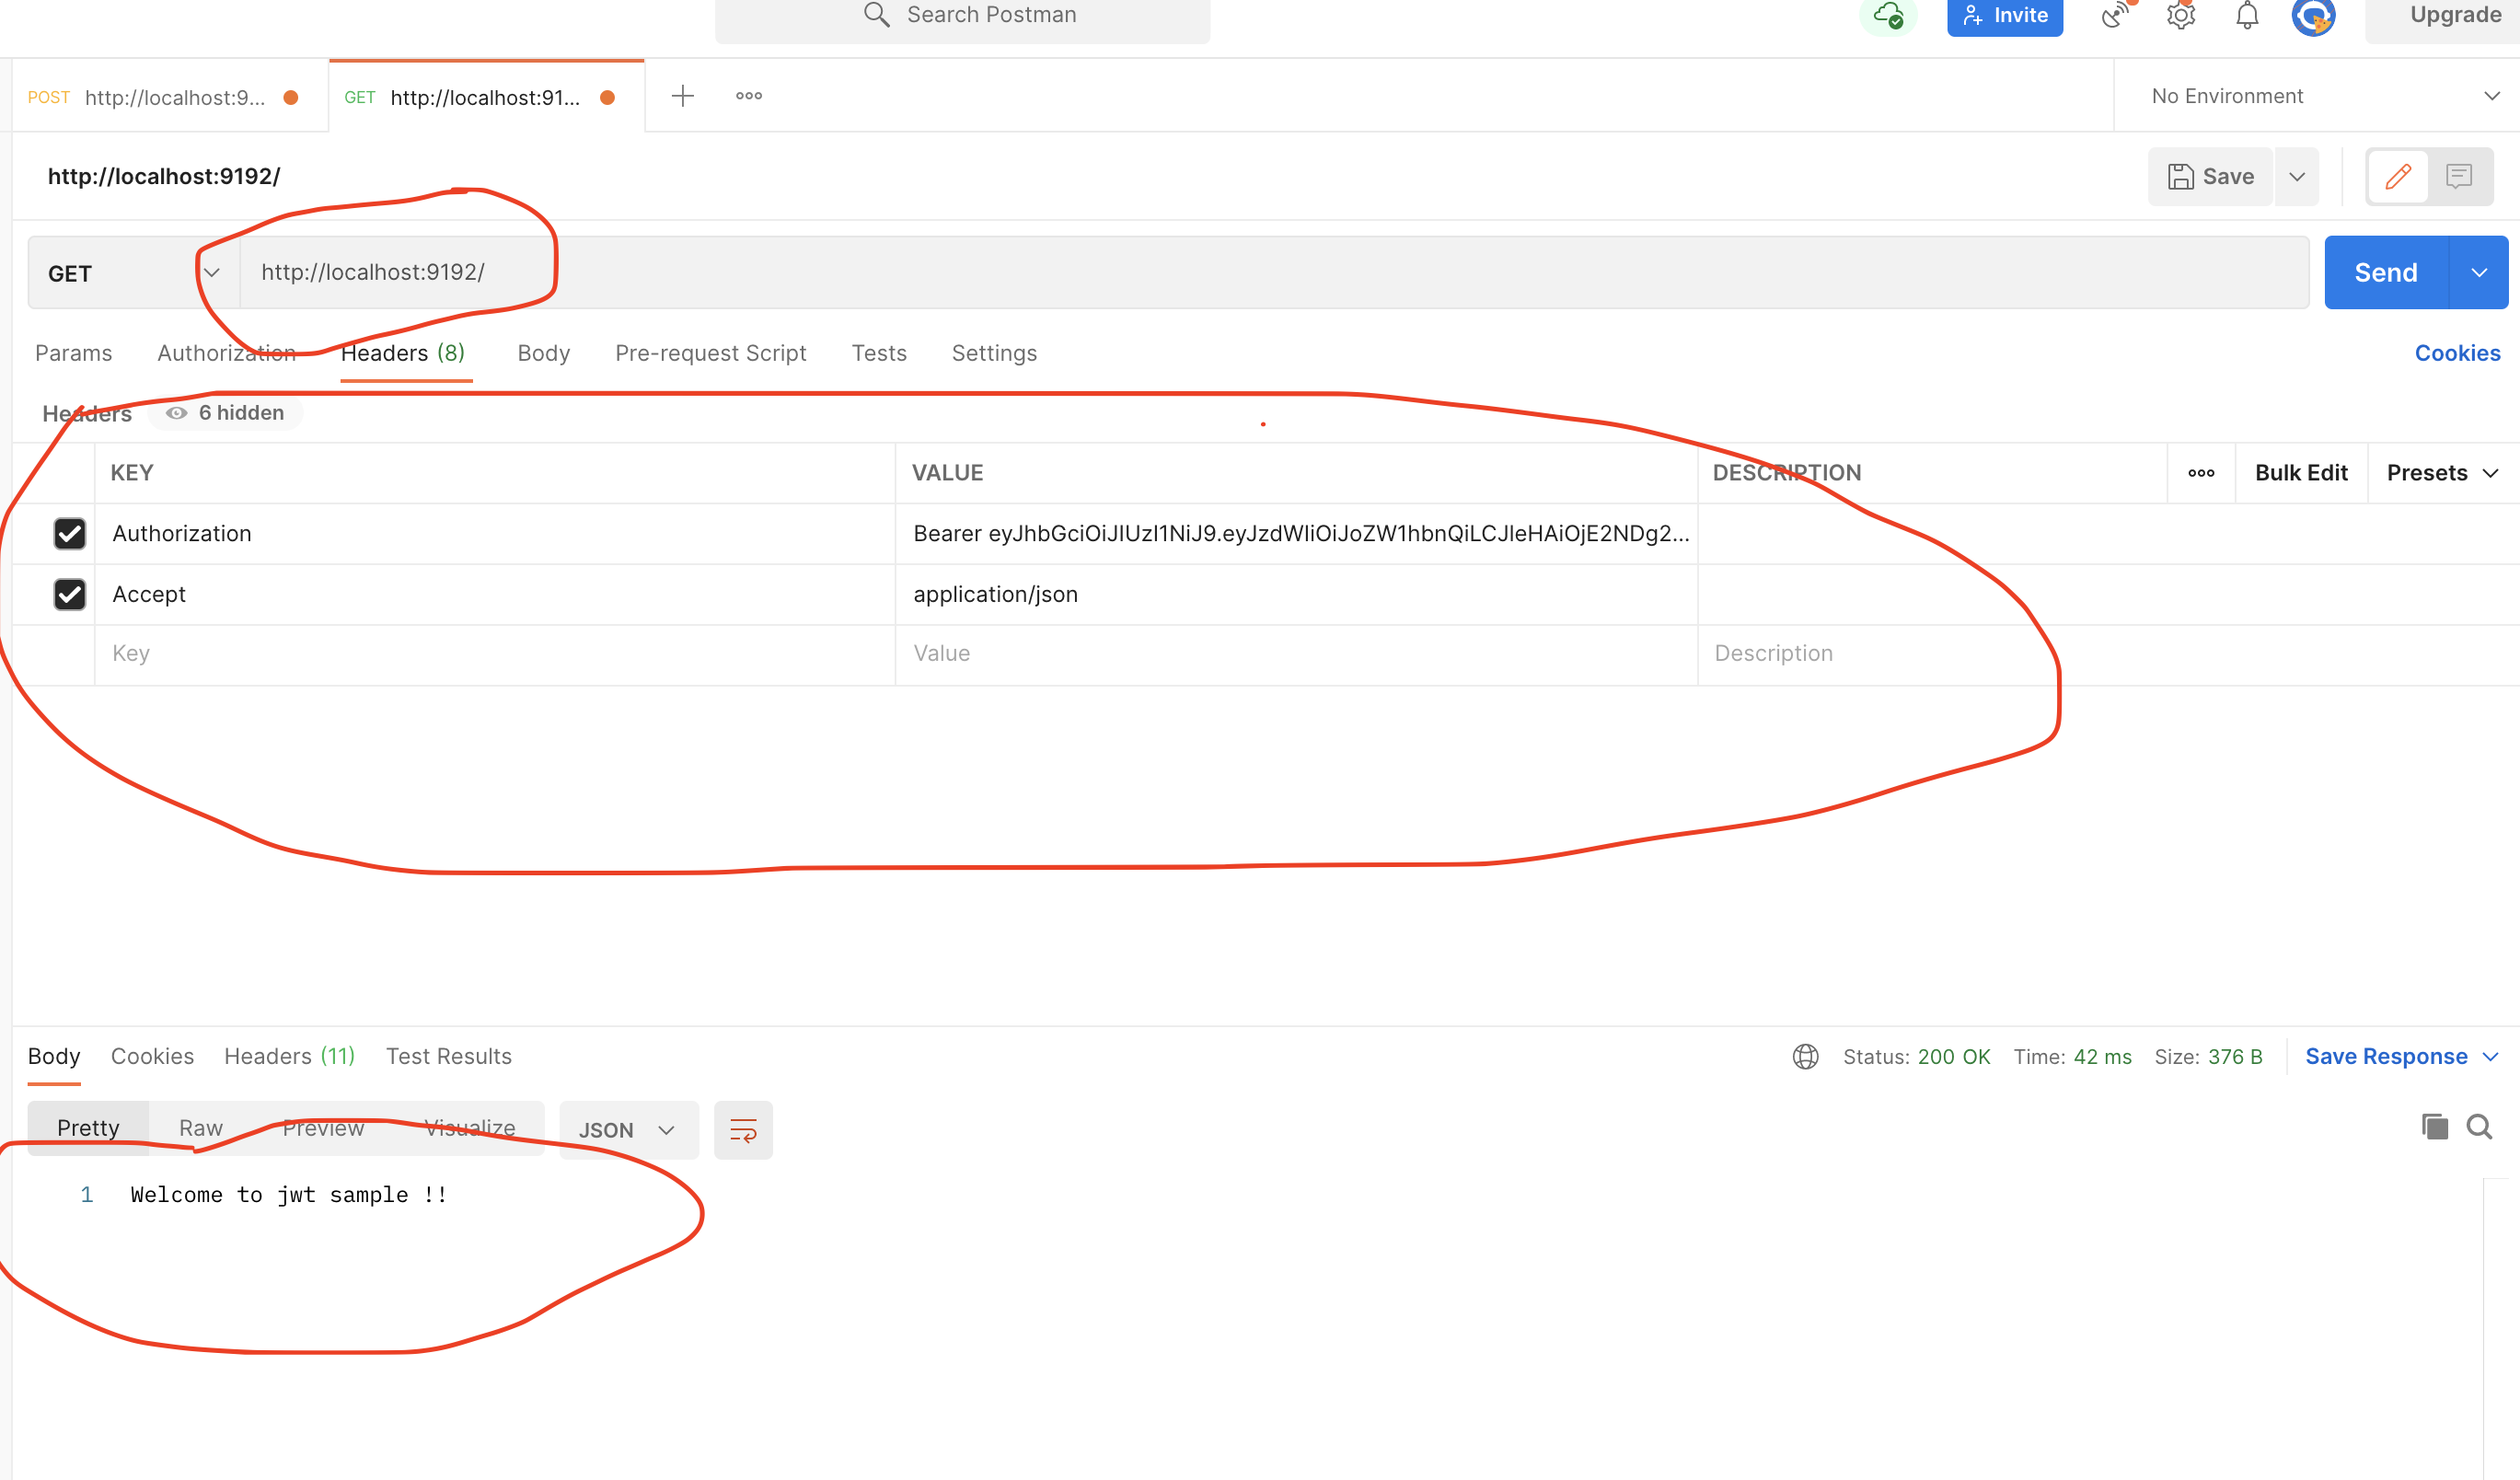 Search Postman
Invite
Upgrade
POST http://localhost:9...
GET http://localhost:91...
No Environment
http://localhost:9192/
Save
GET http://localhost:9192/
Send
Params Authorization Headers (8) Body Pre-request Script Tests Settings Cookies
Headers 6 hidden
KEY VALUE DESCRIPTION Bulk Edit Presets
Authorization Bearer eyJhbGciOiJIUzI1NiJ9.eyJzdWIiOiJoZW1hbnQiLCJleHAiOjE2NDg2...
Accept application/json
Key Value Description
Body Cookies Headers (11) Test Results Status: 200 OK Time: 42 ms Size: 376 B Save Response
Pretty Raw Preview Visualize JSON
1 Welcome to jwt sample !!